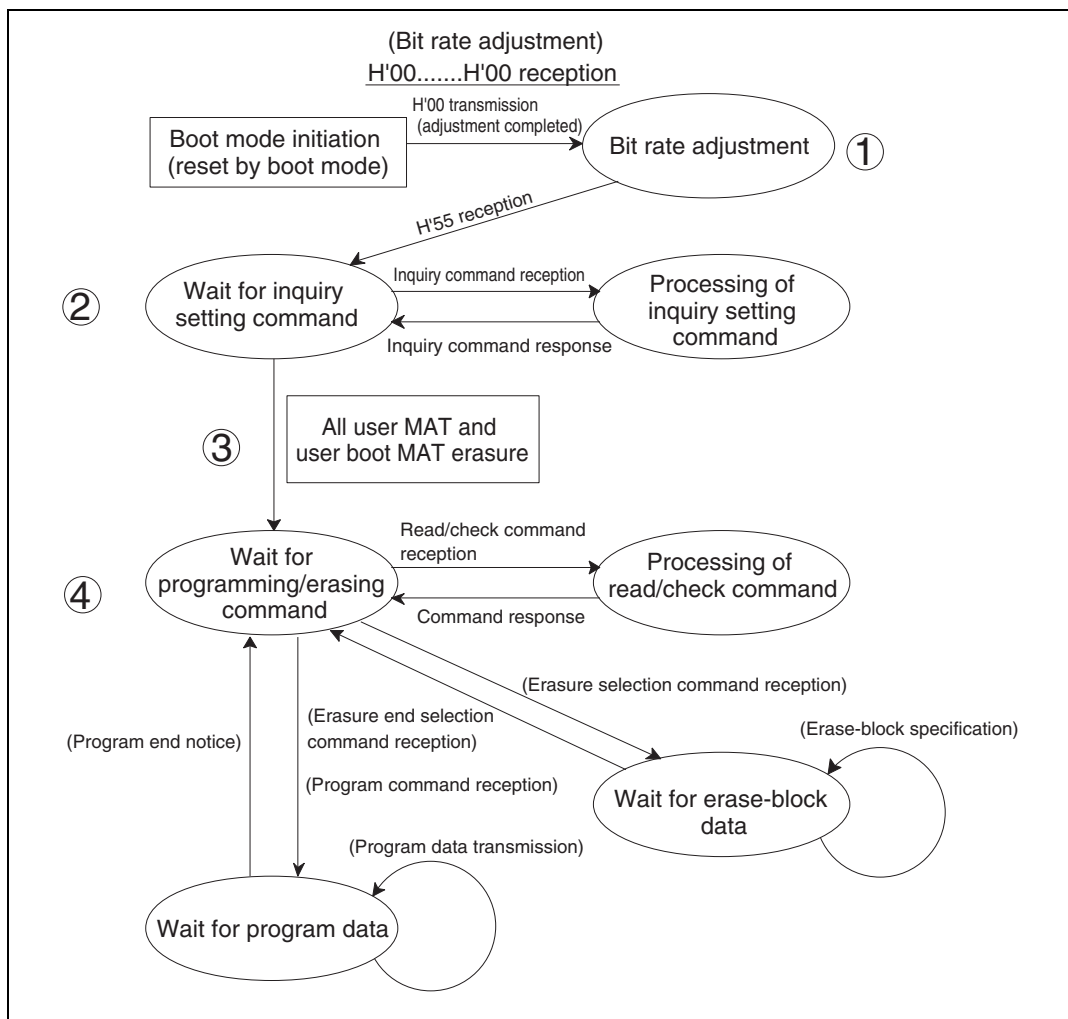 (Bit rate adjustment)
H'00.......H'00 reception
H'00 transmission
(adjustment completed)
Boot mode initiation
(reset by boot mode)
Bit rate adjustment
1
H'55 reception
2
Wait for inquiry
setting command
Inquiry command reception
Inquiry command response
Processing of
inquiry setting
command
3
All user MAT and
user boot MAT erasure
4
Wait for
programming/erasing
command
Read/check command
reception
Command response
Processing of
read/check command
(Erasure selection command reception)
(Program end notice)
(Erasure end selection
command reception)
(Program command reception)
(Erase-block specification)
Wait for erase-block
data
(Program data transmission)
Wait for program data